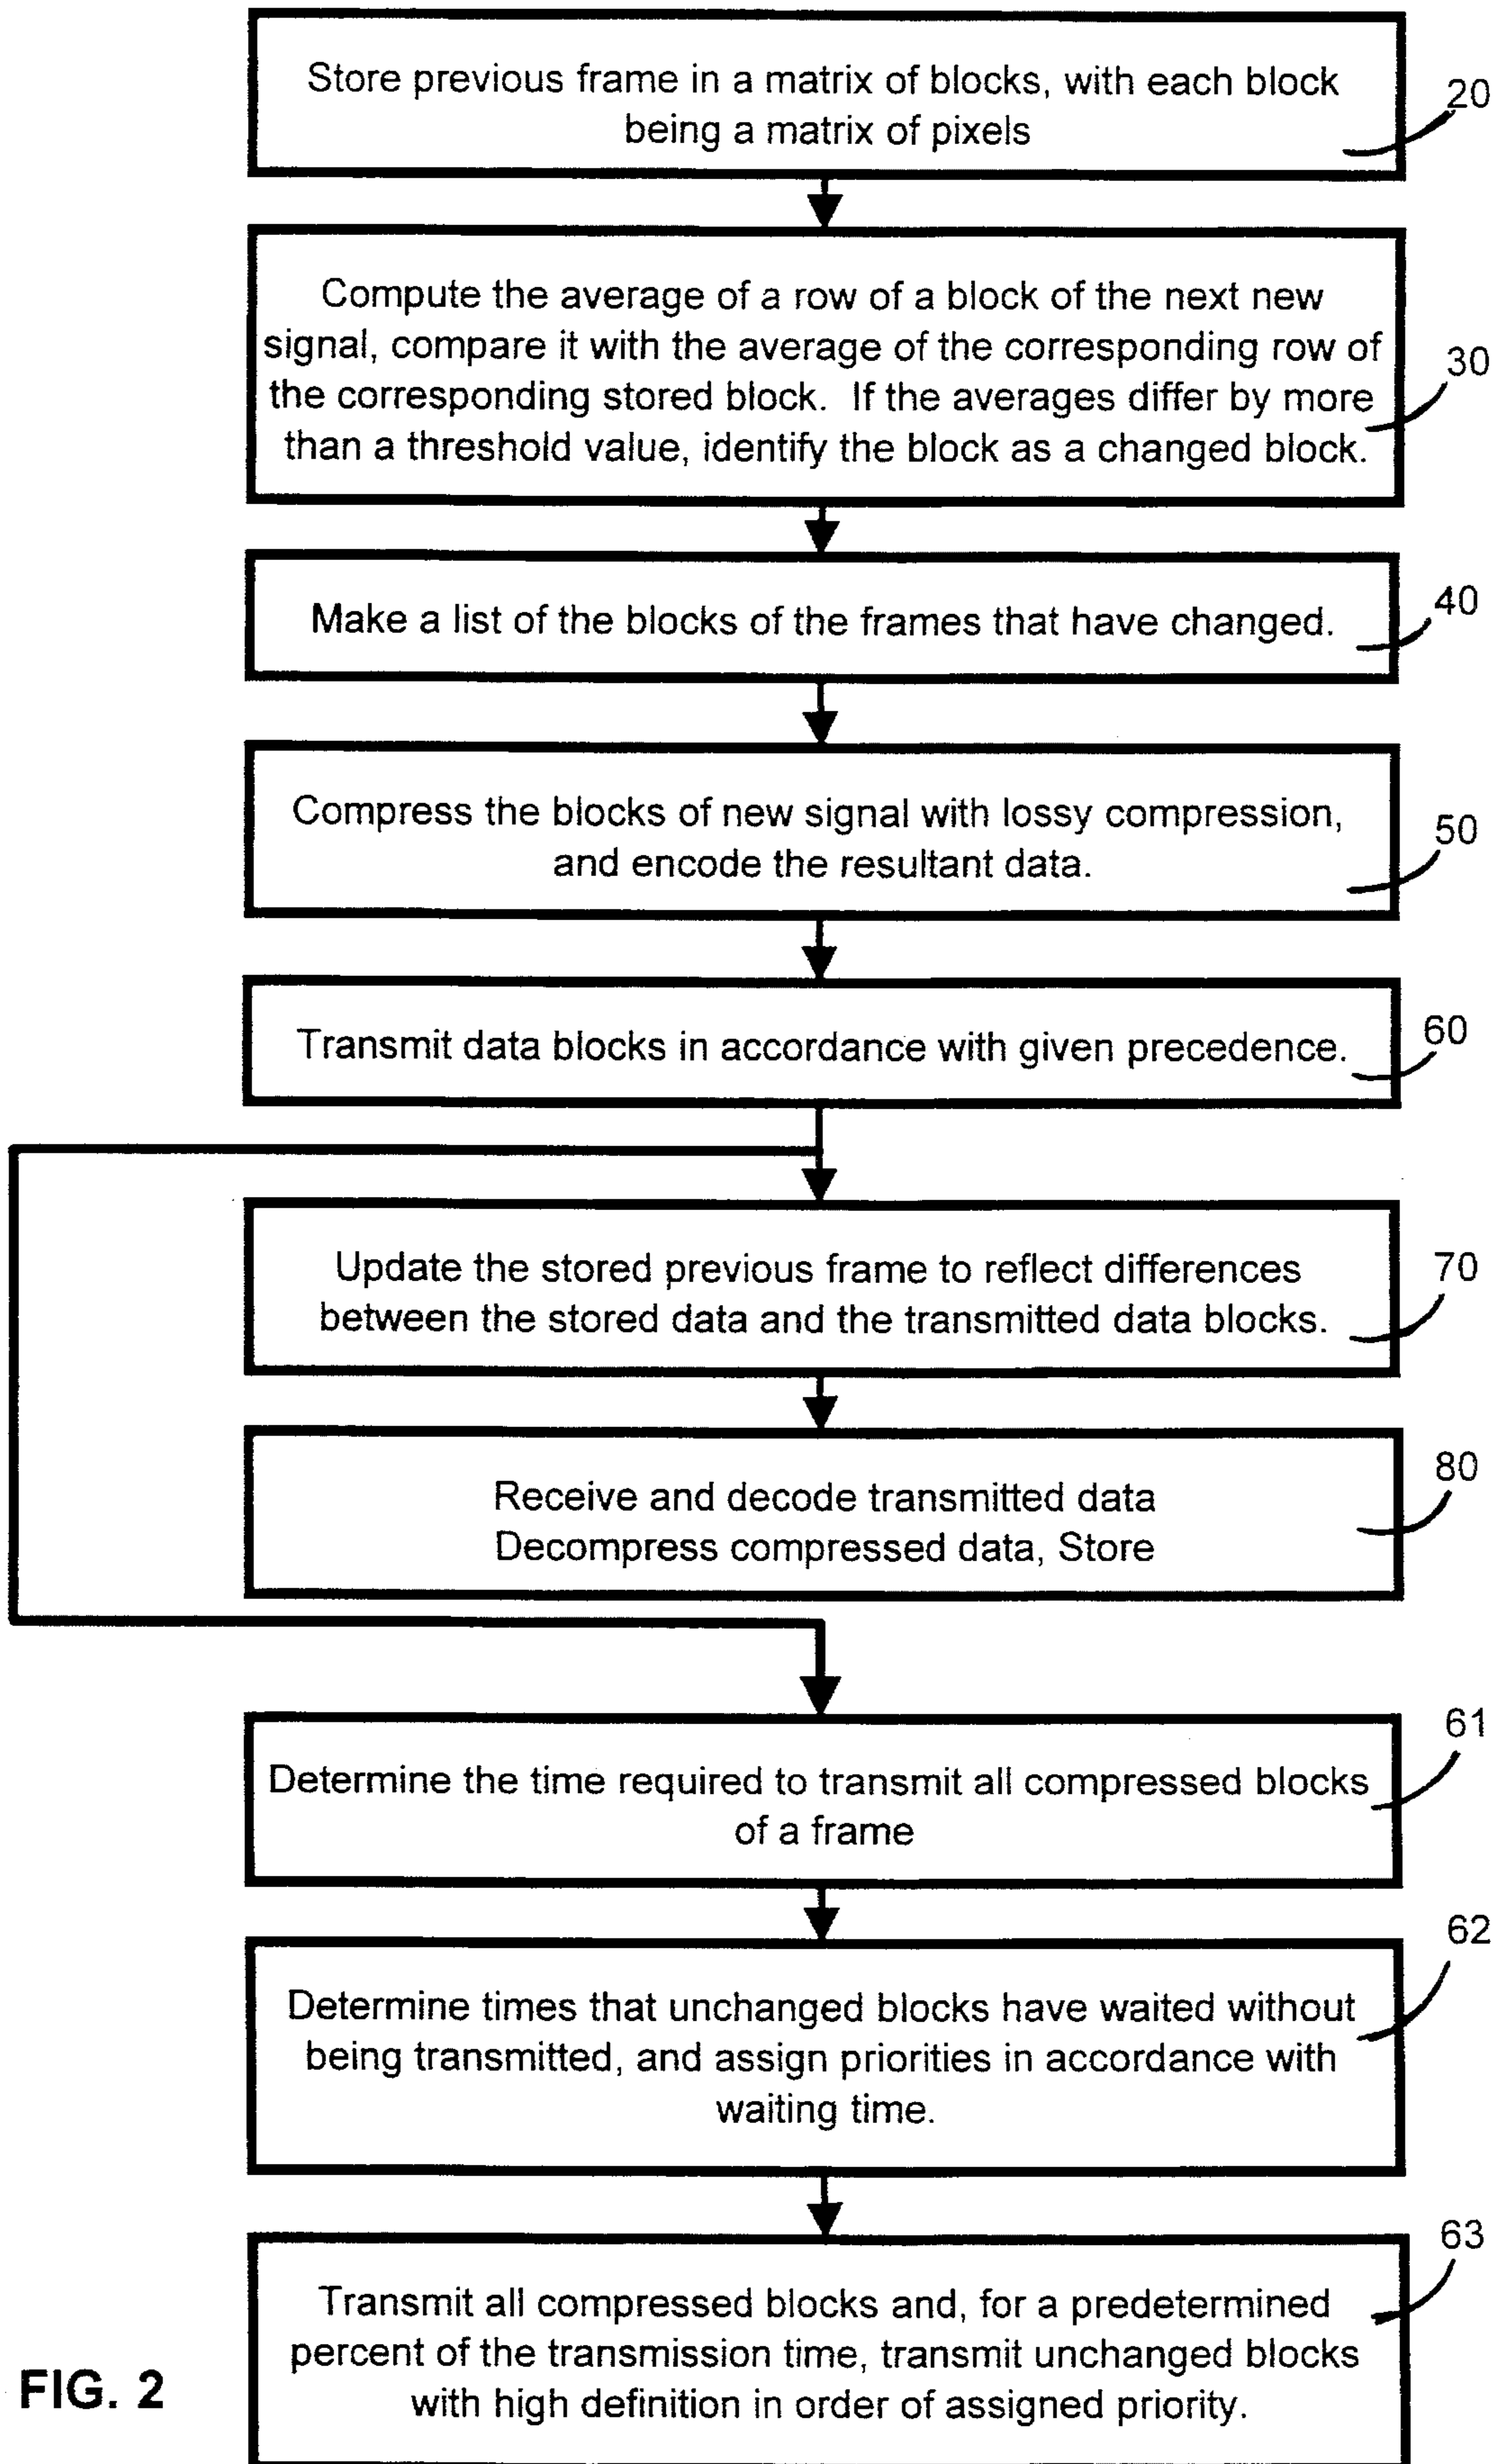 Store previous frame in a matrix of blocks, with each block
being a matrix of pixels
20
Compute the average of a row of a block of the next new
signal, compare it with the average of the corresponding row of
the corresponding stored block.  If the averages differ by more
than a threshold value, identify the block as a changed block.
30
Make a list of the blocks of the frames that have changed.
40
Compress the blocks of new signal with lossy compression,
and encode the resultant data.
50
Transmit data blocks in accordance with given precedence.
60
Update the stored previous frame to reflect differences
between the stored data and the transmitted data blocks.
70
Receive and decode transmitted data
Decompress compressed data, Store
80
Determine the time required to transmit all compressed blocks
of a frame
61
Determine times that unchanged blocks have waited without
being transmitted, and assign priorities in accordance with
waiting time.
62
Transmit all compressed blocks and, for a predetermined
percent of the transmission time, transmit unchanged blocks
with high definition in order of assigned priority.
63
FIG. 2